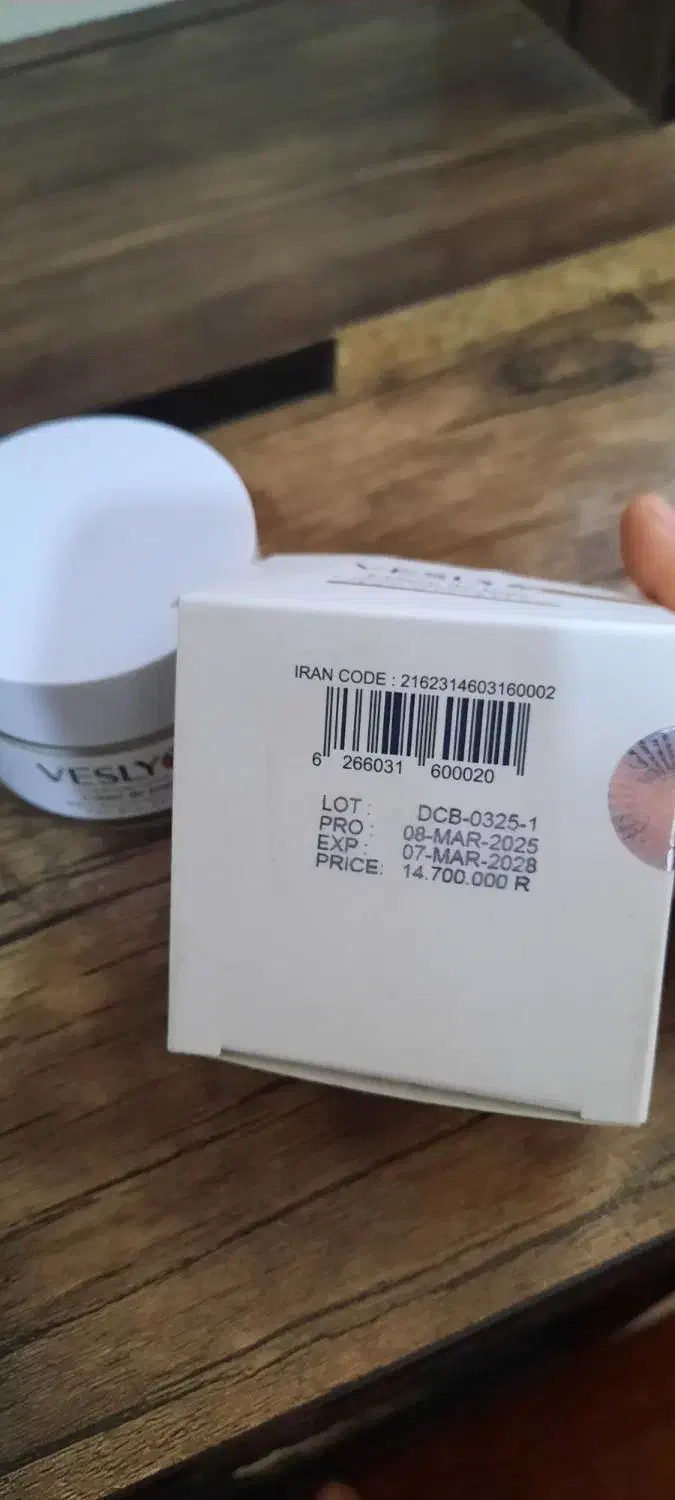 VESLY
IRAN CODE : 2162314603160002
6 266031 600020
LOT : DCB-0325-1
PRO : 08-MAR-2025
EXP : 07-MAR-2028
PRICE: 14.700.000 R